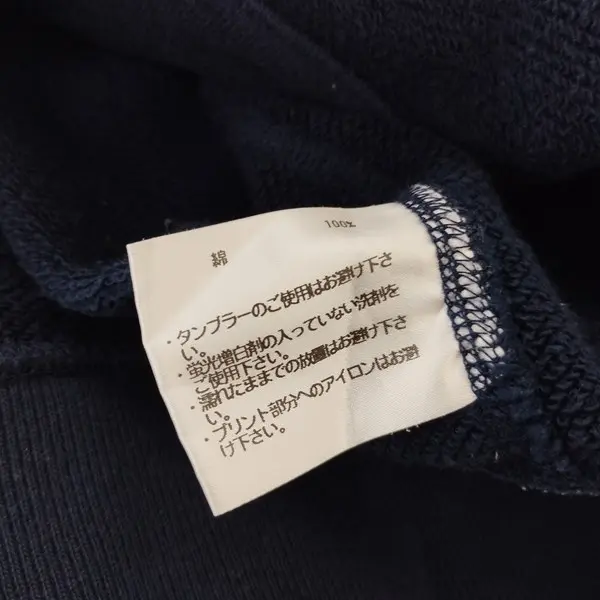 綿 100%
・タンブラーのご使用はお避け下さ
い。
・蛍光増白剤の入っていない洗剤を
ご使用下さい。
・濡れたままでの放置はお避け下さ
い。
・プリント部分へのアイロンはお避
け下さい。